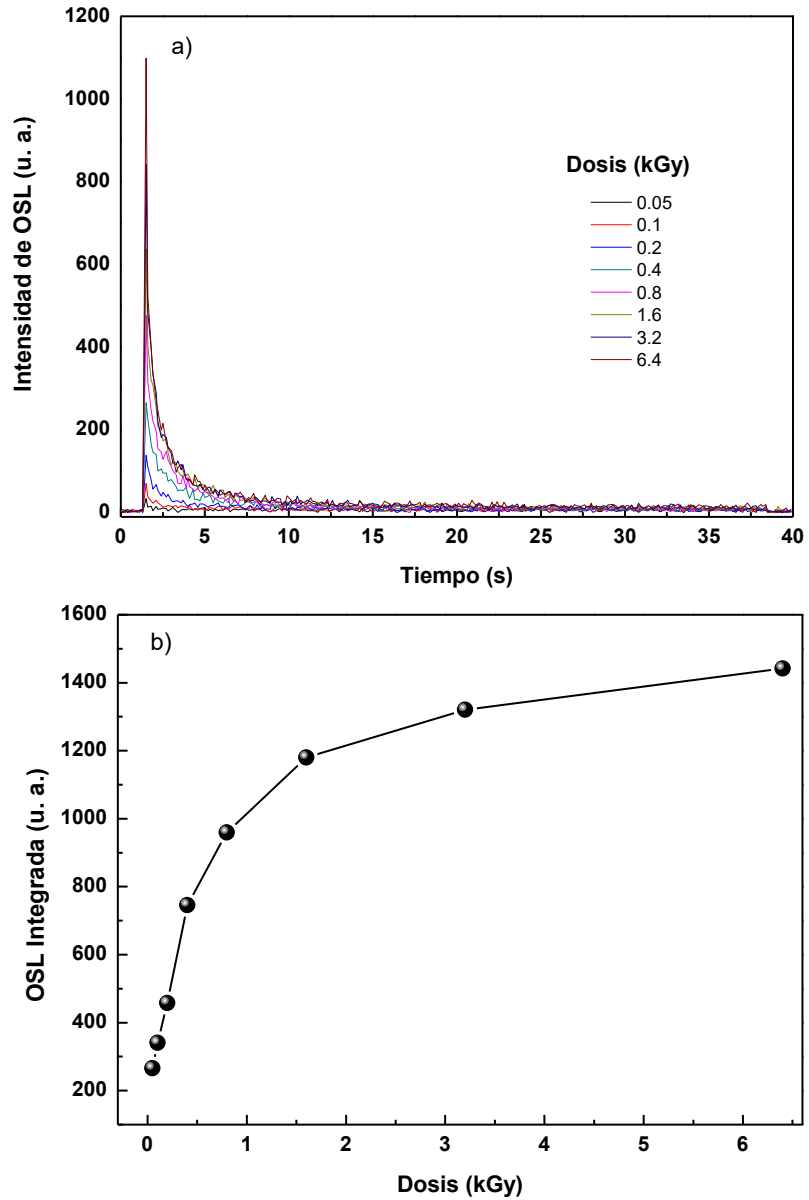 a)
1200
1000
800
600
400
200
0
Intensidad de OSL (u. a.)
Dosis (kGy)
0.05
0.1
0.2
0.4
0.8
1.6
3.2
6.4
0 5 10 15 20 25 30 35 40
Tiempo (s)
b)
1600
1400
1200
1000
800
600
400
200
OSL Integrada (u. a.)
0 1 2 3 4 5 6
Dosis (kGy)